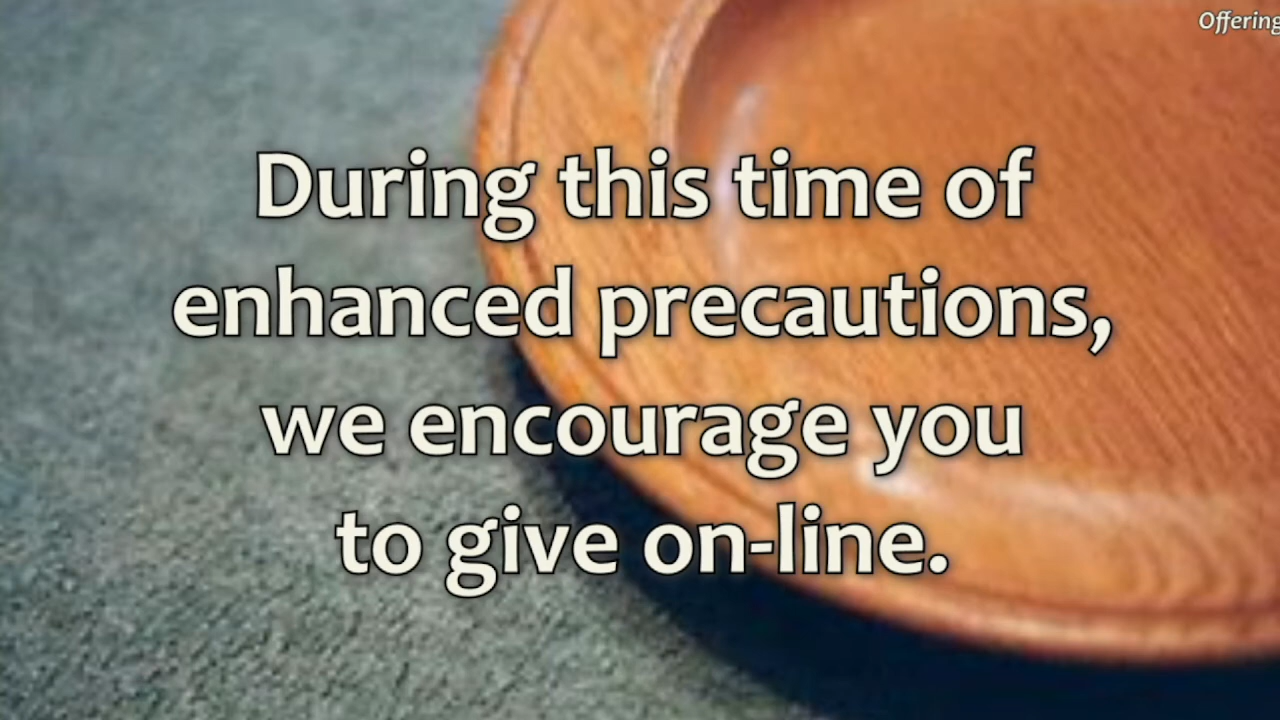 Offering
During this time of
enhanced precautions,
we encourage you
to give on-line.